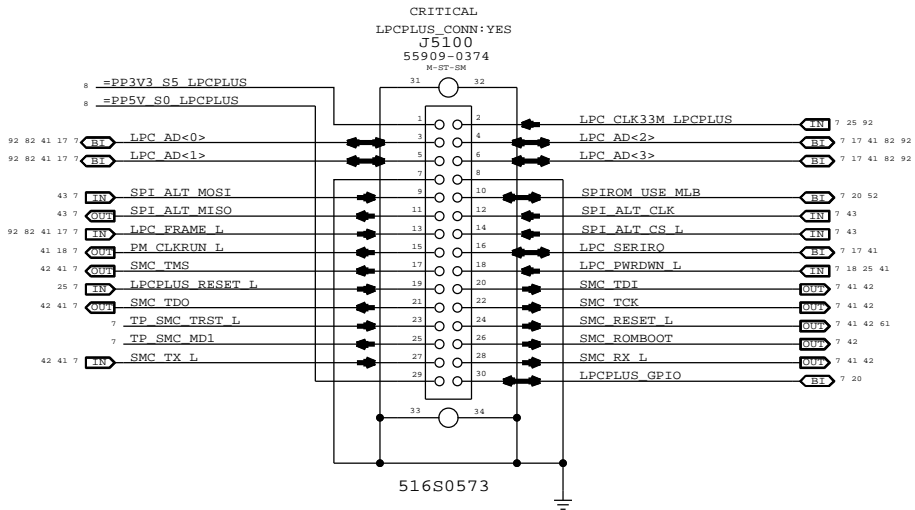 CRITICAL
LPCPLUS_CONN:YES
J5100
55909-0374
M-ST-SM
31 32
8 =PP3V3_S5_LPCPLUS
8 =PP5V_S0_LPCPLUS
1 2 LPC_CLK33M_LPCPLUS IN 7 25 92
92 82 41 17 7 BI LPC_AD<0> 3 4 LPC_AD<2> BI 7 17 41 82 92
92 82 41 17 7 BI LPC_AD<1> 5 6 LPC_AD<3> BI 7 17 41 82 92
7 8
43 7 IN SPI_ALT_MOSI 9 10 SPIROM_USE_MLB BI 7 20 52
43 7 OUT SPI_ALT_MISO 11 12 SPI_ALT_CLK IN 7 43
92 82 41 17 7 IN LPC_FRAME_L 13 14 SPI_ALT_CS_L IN 7 43
41 18 7 OUT PM_CLKRUN_L 15 16 LPC_SERIRQ BI 7 17 41
42 41 7 OUT SMC_TMS 17 18 LPC_PWRDWN_L IN 7 18 25 41
25 7 IN LPCPLUS_RESET_L 19 20 SMC_TDI OUT 7 41 42
42 41 7 OUT SMC_TDO 21 22 SMC_TCK OUT 7 41 42
7 TP_SMC_TRST_L 23 24 SMC_RESET_L OUT 7 41 42 61
7 TP_SMC_MD1 25 26 SMC_ROMBOOT OUT 7 42
42 41 7 IN SMC_TX_L 27 28 SMC_RX_L OUT 7 41 42
29 30 LPCPLUS_GPIO BI 7 20
33 34
516S0573